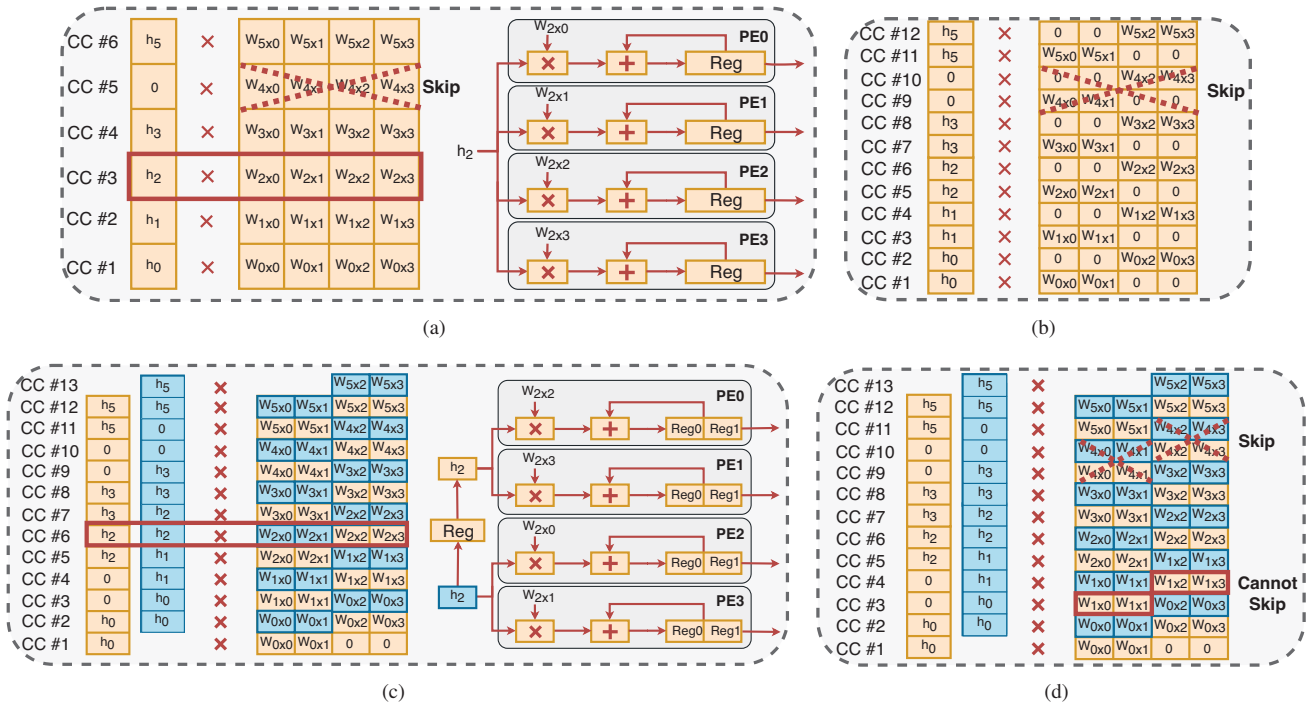 CC #6 h5 × W5x0 W5x1 W5x2 W5x3
CC #5 0 × W4x0 W4x1 W4x2 W4x3 Skip
CC #4 h3 × W3x0 W3x1 W3x2 W3x3
CC #3 h2 × W2x0 W2x1 W2x2 W2x3
CC #2 h1 × W1x0 W1x1 W1x2 W1x3
CC #1 h0 × W0x0 W0x1 W0x2 W0x3
h2
W2x0 PE0
× + Reg
W2x1 PE1
× + Reg
W2x2 PE2
× + Reg
W2x3 PE3
× + Reg
(a)
CC #12 h5 0 0 W5x2 W5x3
CC #11 h5 W5x0 W5x1 0 0
CC #10 0 0 0 W4x2 W4x3
Skip
CC #9 0 W4x0 W4x1 0 0
CC #8 h3 0 0 W3x2 W3x3
CC #7 h3 × W3x0 W3x1 0 0
CC #6 h2 0 0 W2x2 W2x3
CC #5 h2 W2x0 W2x1 0 0
CC #4 h1 0 0 W1x2 W1x3
CC #3 h1 W1x0 W1x1 0 0
CC #2 h0 0 0 W0x2 W0x3
CC #1 h0 W0x0 W0x1 0 0
(b)
CC #13 h5 × W5x2 W5x3
CC #12 h5 h5 × W5x0 W5x1 W5x2 W5x3
CC #11 h5 0 × W5x0 W5x1 W4x2 W4x3
CC #10 0 0 × W4x0 W4x1 W4x2 W4x3
CC #9 0 h3 × W4x0 W4x1 W3x2 W3x3
CC #8 h3 h3 × W3x0 W3x1 W3x2 W3x3
CC #7 h3 h2 × W3x0 W3x1 W2x2 W2x3
CC #6 h2 h2 × W2x0 W2x1 W2x2 W2x3
CC #5 h2 h1 × W2x0 W2x1 W1x2 W1x3
CC #4 0 h1 × W1x0 W1x1 W1x2 W1x3
CC #3 0 h0 × W1x0 W1x1 W0x2 W0x3
CC #2 h0 h0 × W0x0 W0x1 W0x2 W0x3
CC #1 h0 × W0x0 W0x1 0 0
h2
Reg
h2
W2x2 PE0
× + Reg0 Reg1
W2x3 PE1
× + Reg0 Reg1
W2x0 PE2
× + Reg0 Reg1
W2x1 PE3
× + Reg0 Reg1
(c)
CC #13 h5 × W5x2 W5x3
CC #12 h5 h5 × W5x0 W5x1 W5x2 W5x3
CC #11 h5 0 × W5x0 W5x1 W4x2 W4x3
Skip
CC #10 0 0 × W4x0 W4x1 W4x2 W4x3
CC #9 0 h3 × W4x0 W4x1 W3x2 W3x3
CC #8 h3 h3 × W3x0 W3x1 W3x2 W3x3
CC #7 h3 h2 × W3x0 W3x1 W2x2 W2x3
CC #6 h2 h2 × W2x0 W2x1 W2x2 W2x3
CC #5 h2 h1 × W2x0 W2x1 W1x2 W1x3
CC #4 0 h1 × W1x0 W1x1 W1x2 W1x3 Cannot
CC #3 0 h0 × W1x0 W1x1 W0x2 W0x3 Skip
CC #2 h0 h0 × W0x0 W0x1 W0x2 W0x3
CC #1 h0 × W0x0 W0x1 0 0
(d)